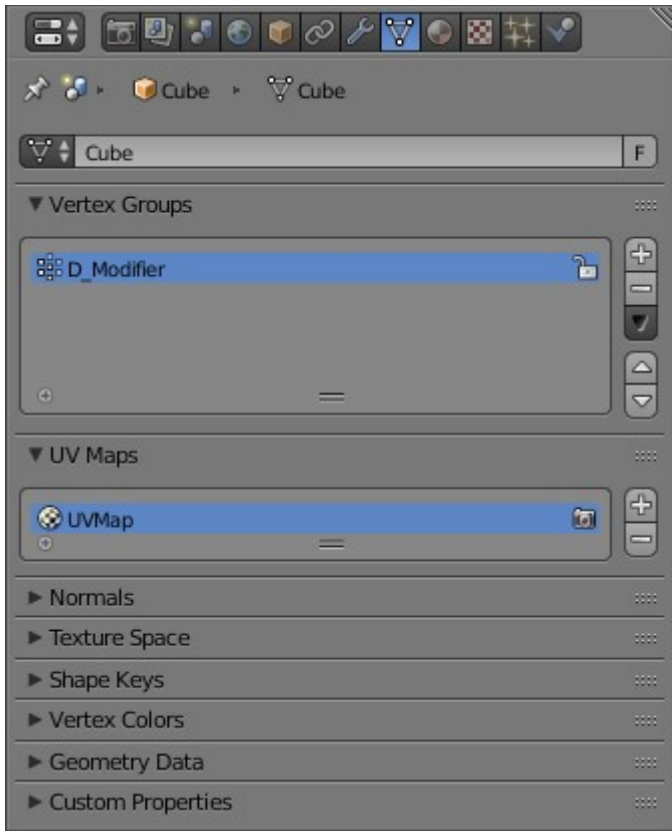 Cube Cube
Cube F
Vertex Groups
D_Modifier
UV Maps
UVMap
Normals
Texture Space
Shape Keys
Vertex Colors
Geometry Data
Custom Properties